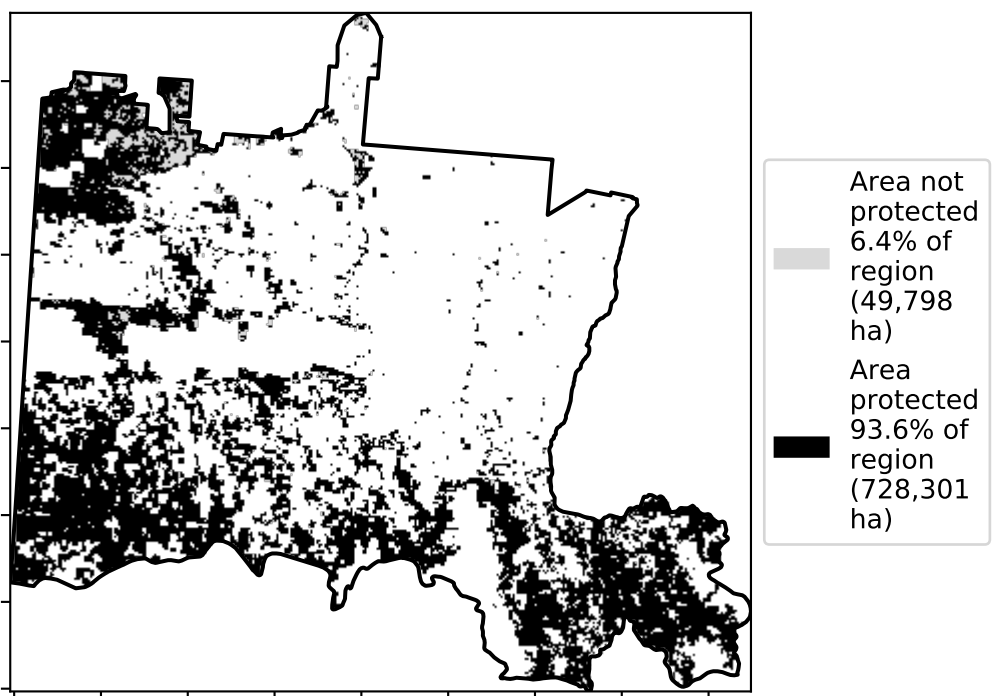 Area not
protected
6.4% of
region
(49,798
ha)
Area
protected
93.6% of
region
(728,301
ha)